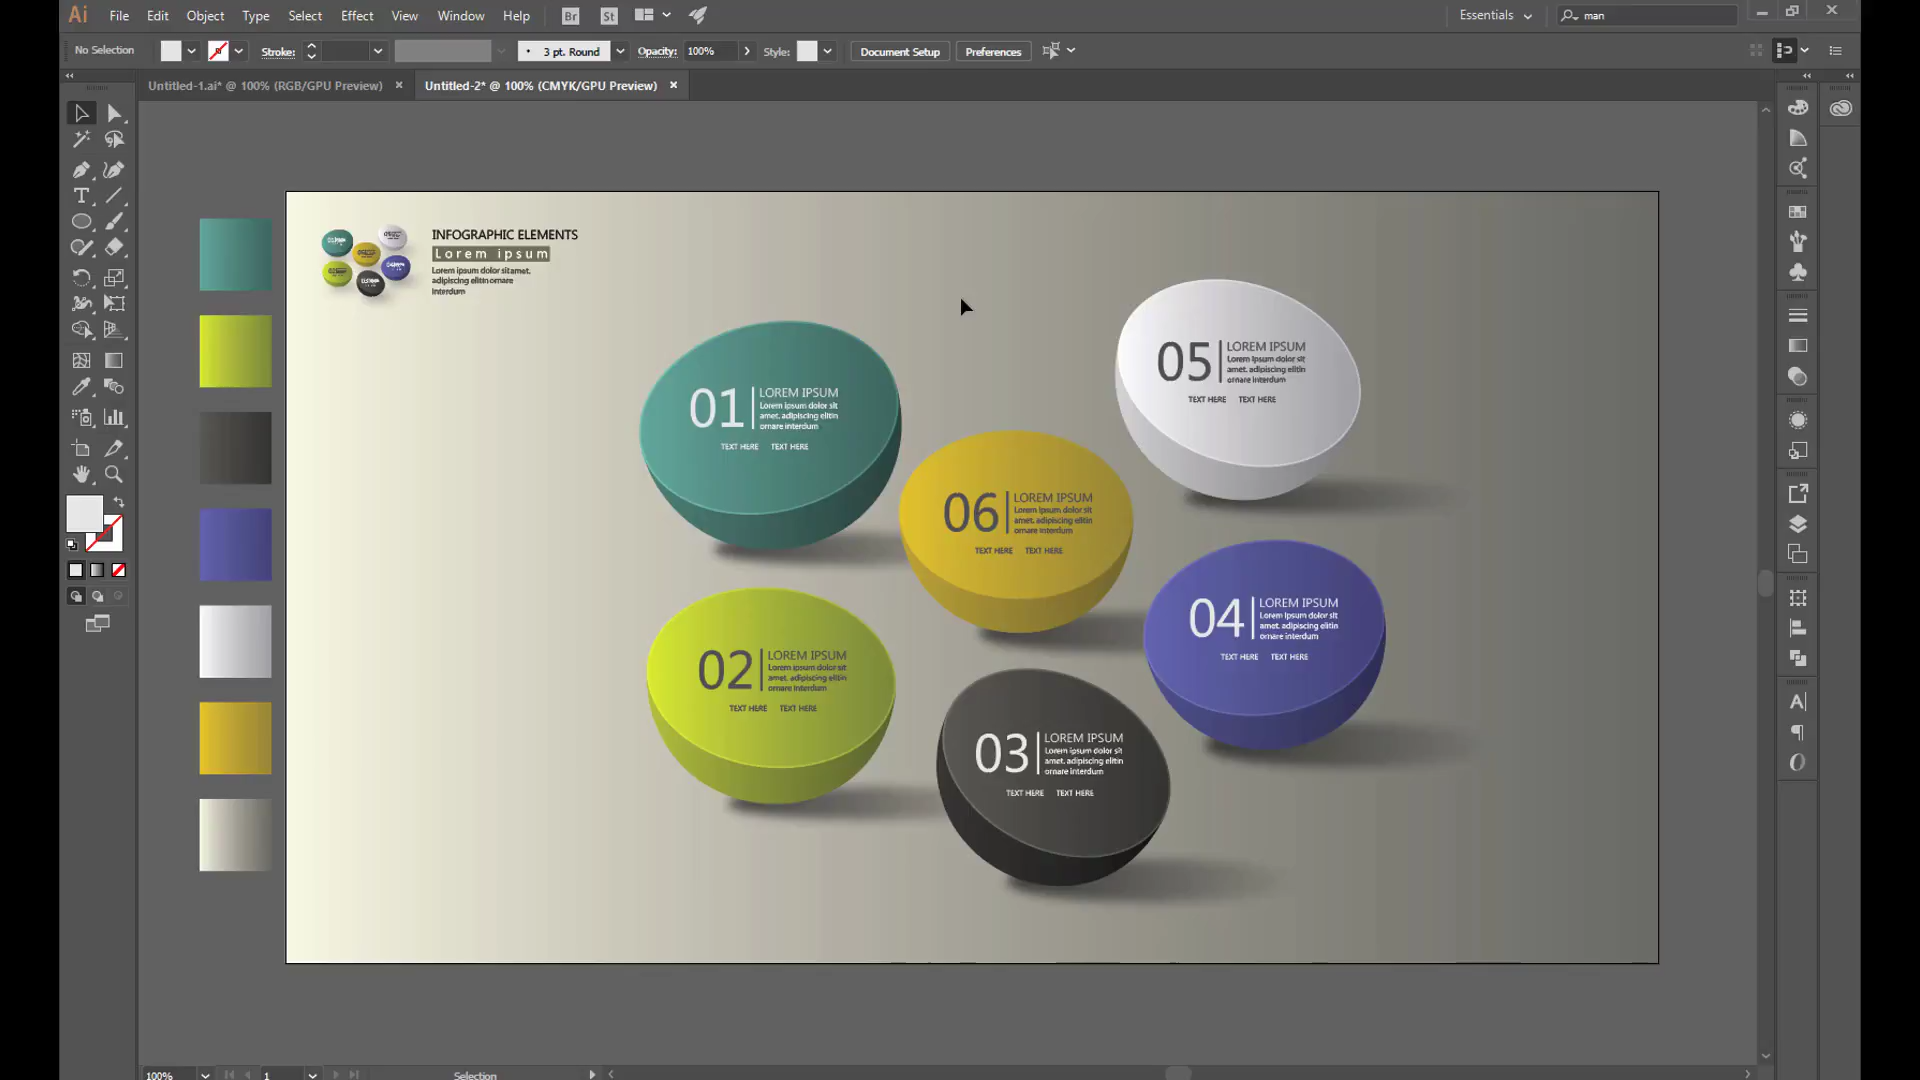 Ai File Edit Object Type Select Effect View Window Help Br St Essentials man
No Selection Stroke: 3 pt. Round Opacity: 100% Style: Document Setup Preferences
Untitled-1.ai* @ 100% (RGB/GPU Preview) × Untitled-2* @ 100% (CMYK/GPU Preview) ×
INFOGRAPHIC ELEMENTS
Lorem ipsum
Lorem ipsum dolor sitamet,
adipiscing elitin ornare
interdum
05
LOREM IPSUM
Lorem ipsum dolor sit
amet, adipiscing elitin
ornare interdum
TEXT HERE TEXT HERE
01
LOREM IPSUM
Lorem ipsum dolor sit
amet, adipiscing elitin
ornare interdum
TEXT HERE TEXT HERE
06
LOREM IPSUM
Lorem ipsum dolor sit
amet, adipiscing elitin
ornare interdum
TEXT HERE TEXT HERE
04
LOREM IPSUM
Lorem ipsum dolor sit
amet, adipiscing elitin
ornare interdum
TEXT HERE TEXT HERE
02
LOREM IPSUM
Lorem ipsum dolor sit
amet, adipiscing elitin
ornare interdum
TEXT HERE TEXT HERE
03
LOREM IPSUM
Lorem ipsum dolor sit
amet, adipiscing elitin
ornare interdum
TEXT HERE TEXT HERE
100% 1 Selection